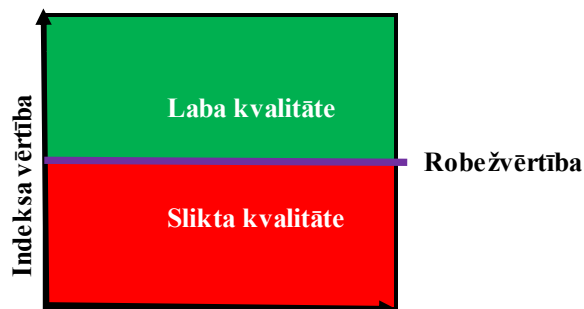 Laba kvalitāte
Indeksa vērtība
Robežvērtība
Slikta kvalitāte